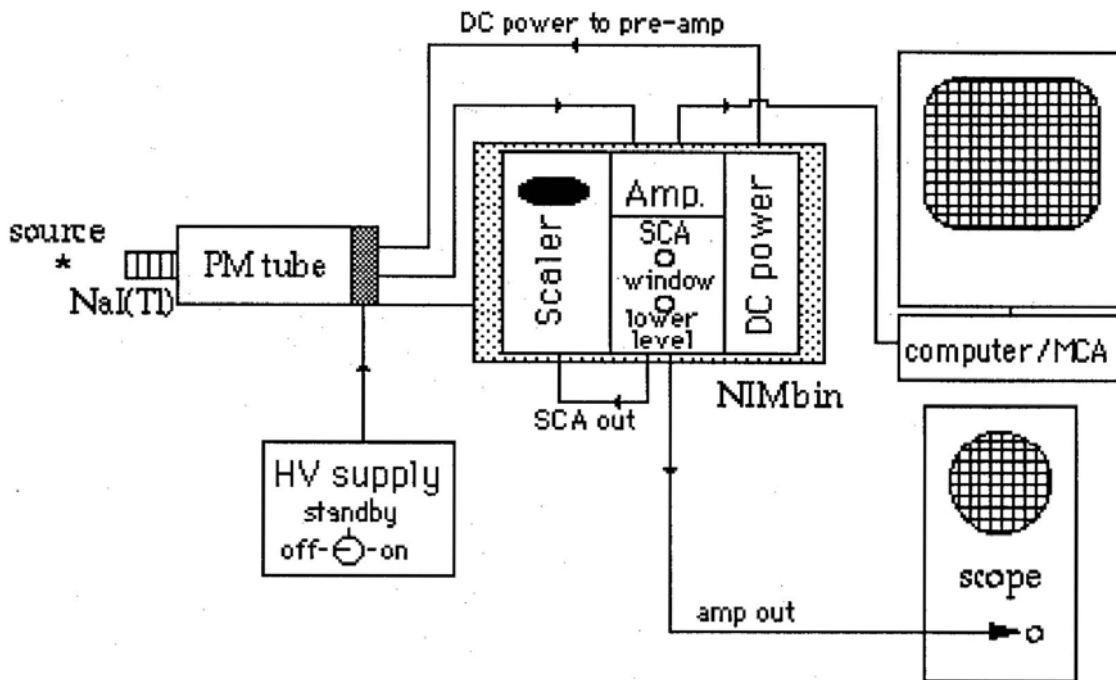 DC power to pre-amp
source
*
NaI(Tl)
PM tube
Scaler
Amp.
SCA
window
lower
level
DC power
NIMbin
SCA out
computer/MCA
HV supply
standby
off-
-on
amp out
scope